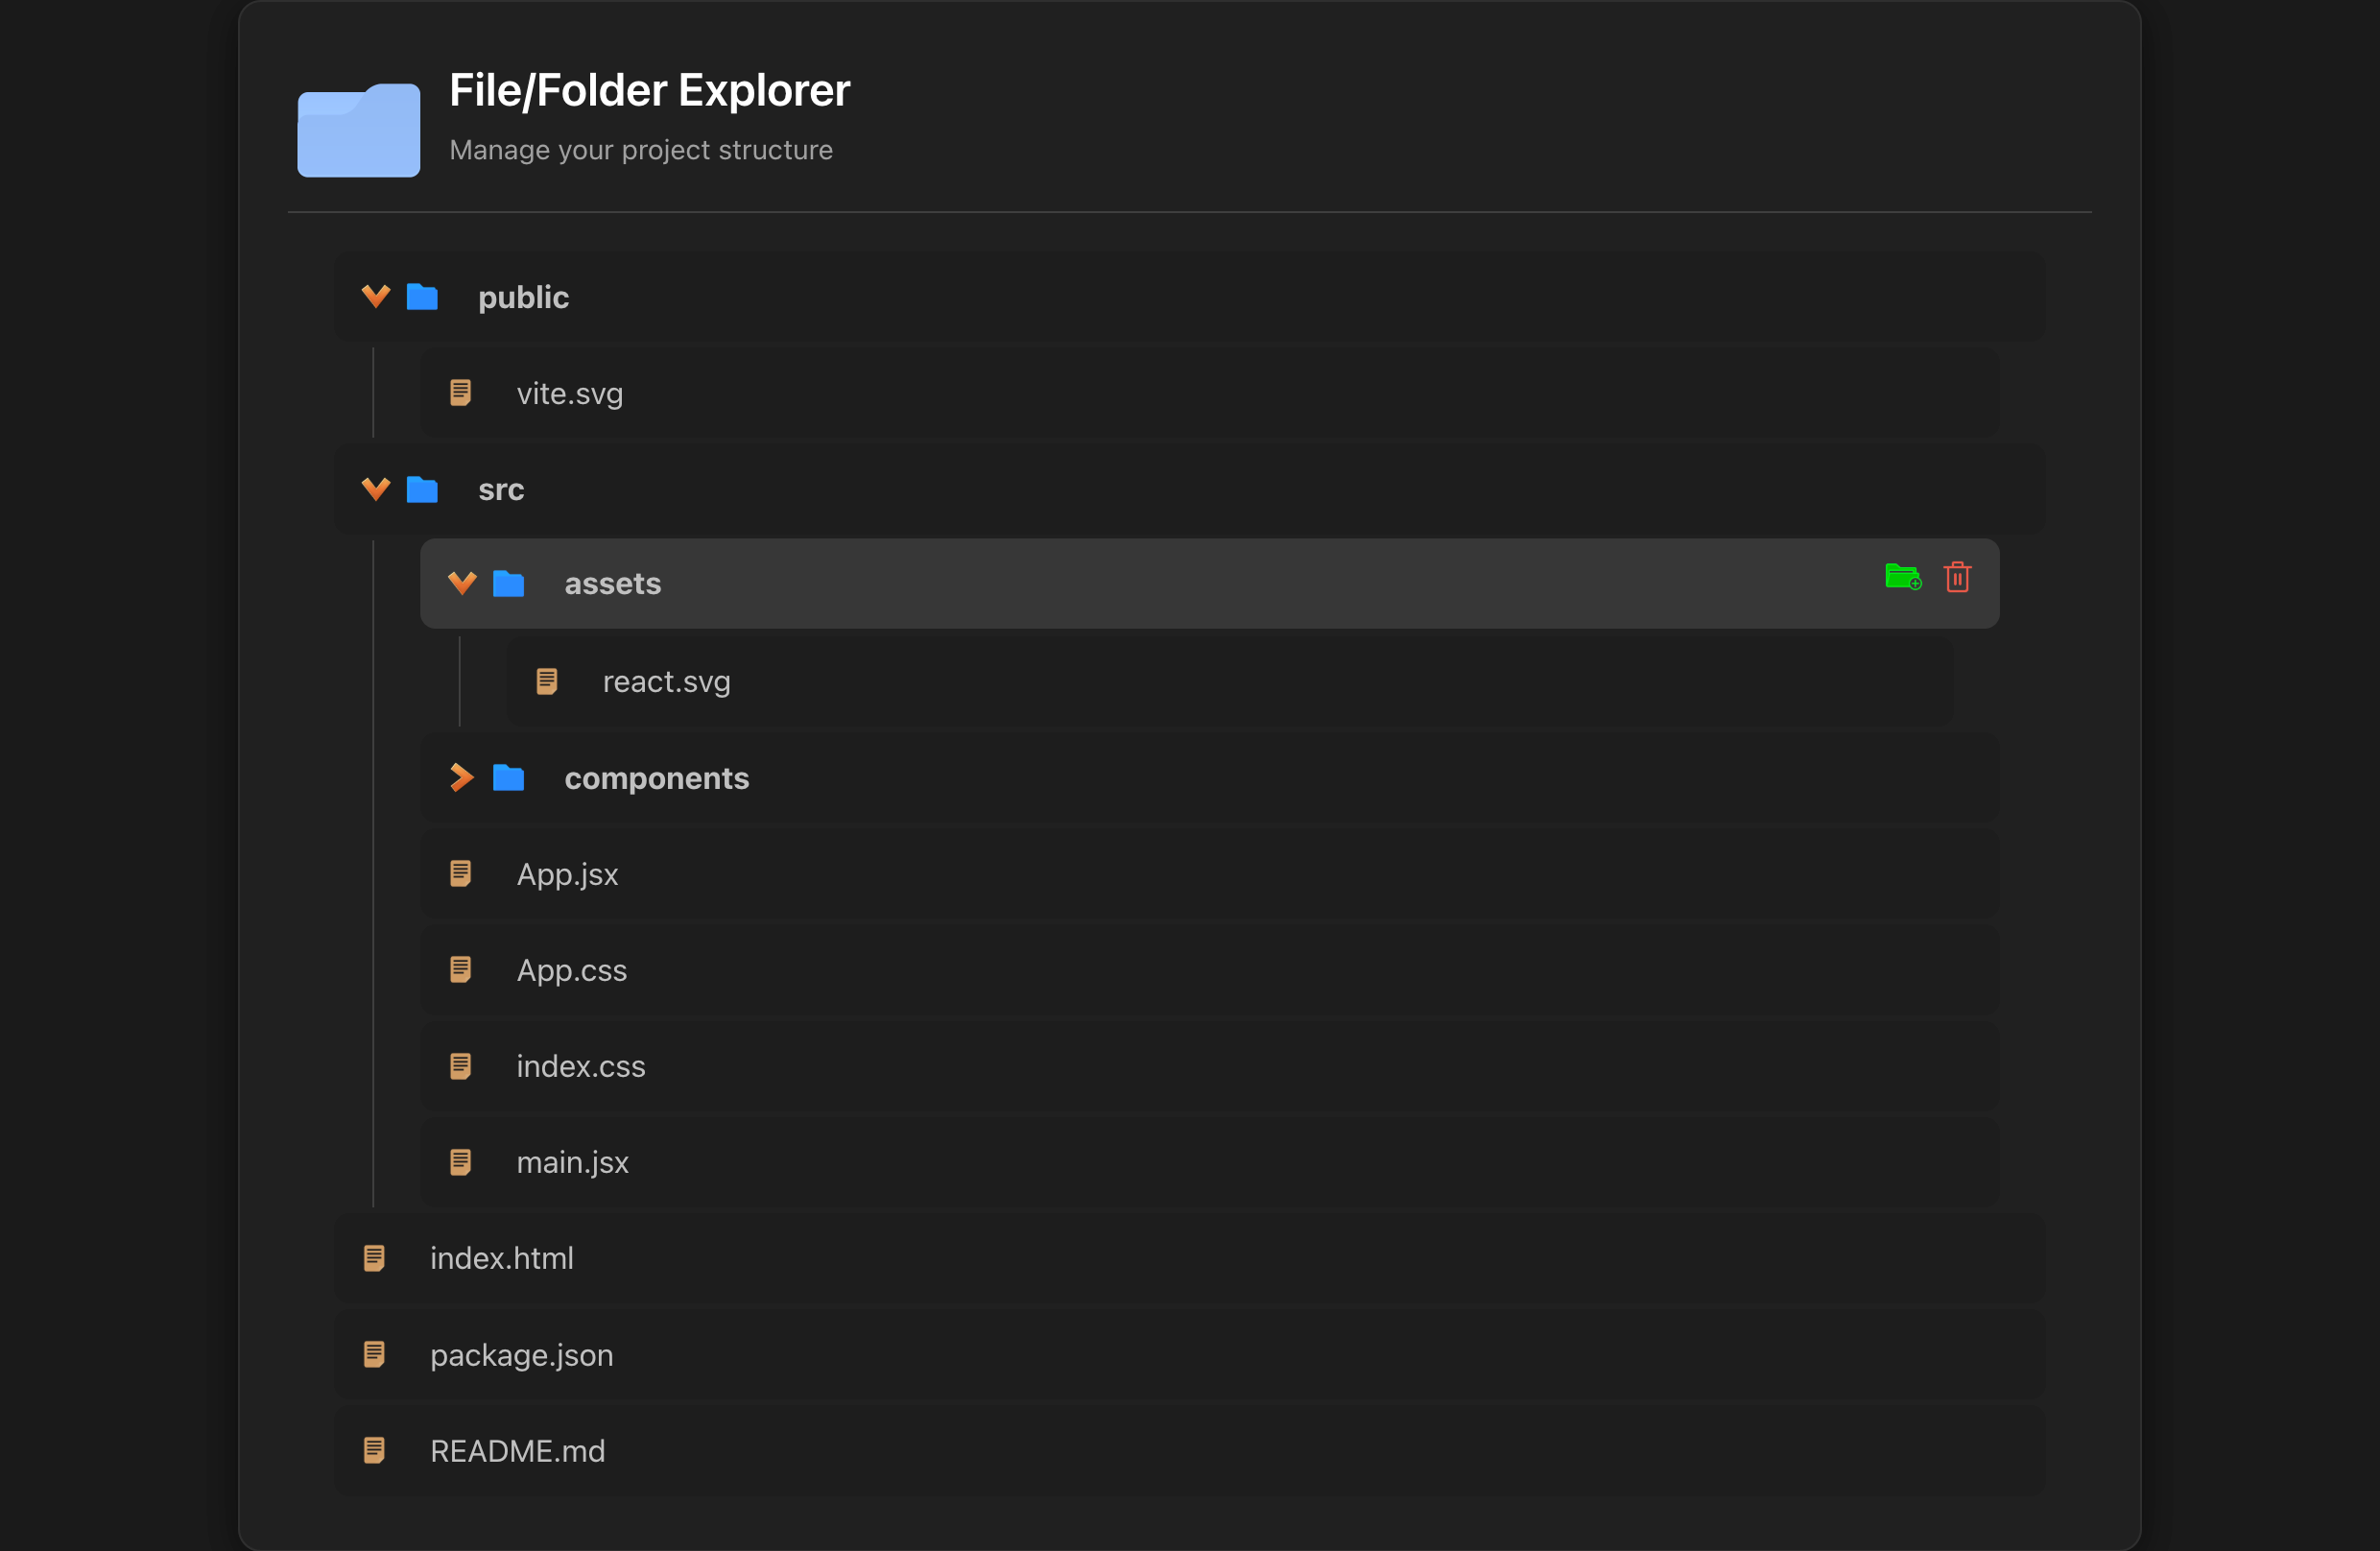 File/Folder Explorer
Manage your project structure
public
vite.svg
src
assets
react.svg
components
App.jsx
App.css
index.css
main.jsx
index.html
package.json
README.md